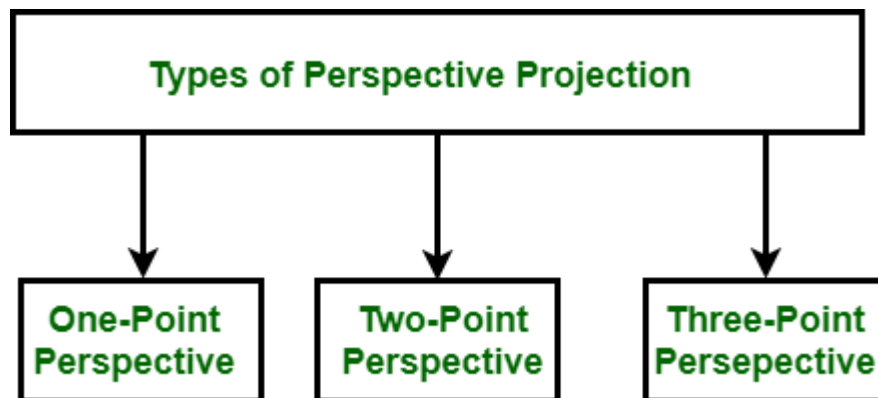 Types of Perspective Projection
One-Point
Perspective
Two-Point
Perspective
Three-Point
Persepective